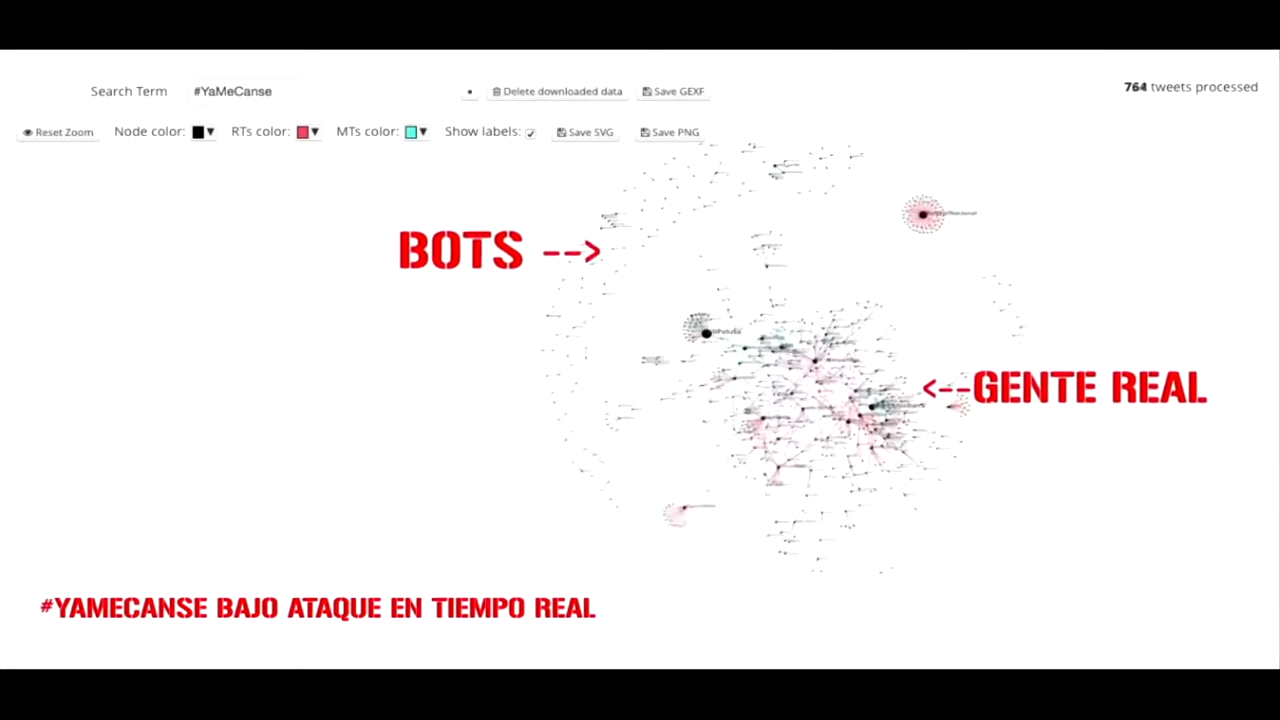 Search Term #YaMeCanse Delete downloaded data Save GEXF 764 tweets processed
Reset Zoom Node color: RTs color: MTs color: Show labels: Save SVG Save PNG
BOTS -->
<--GENTE REAL
#YAMECANSE BAJO ATAQUE EN TIEMPO REAL